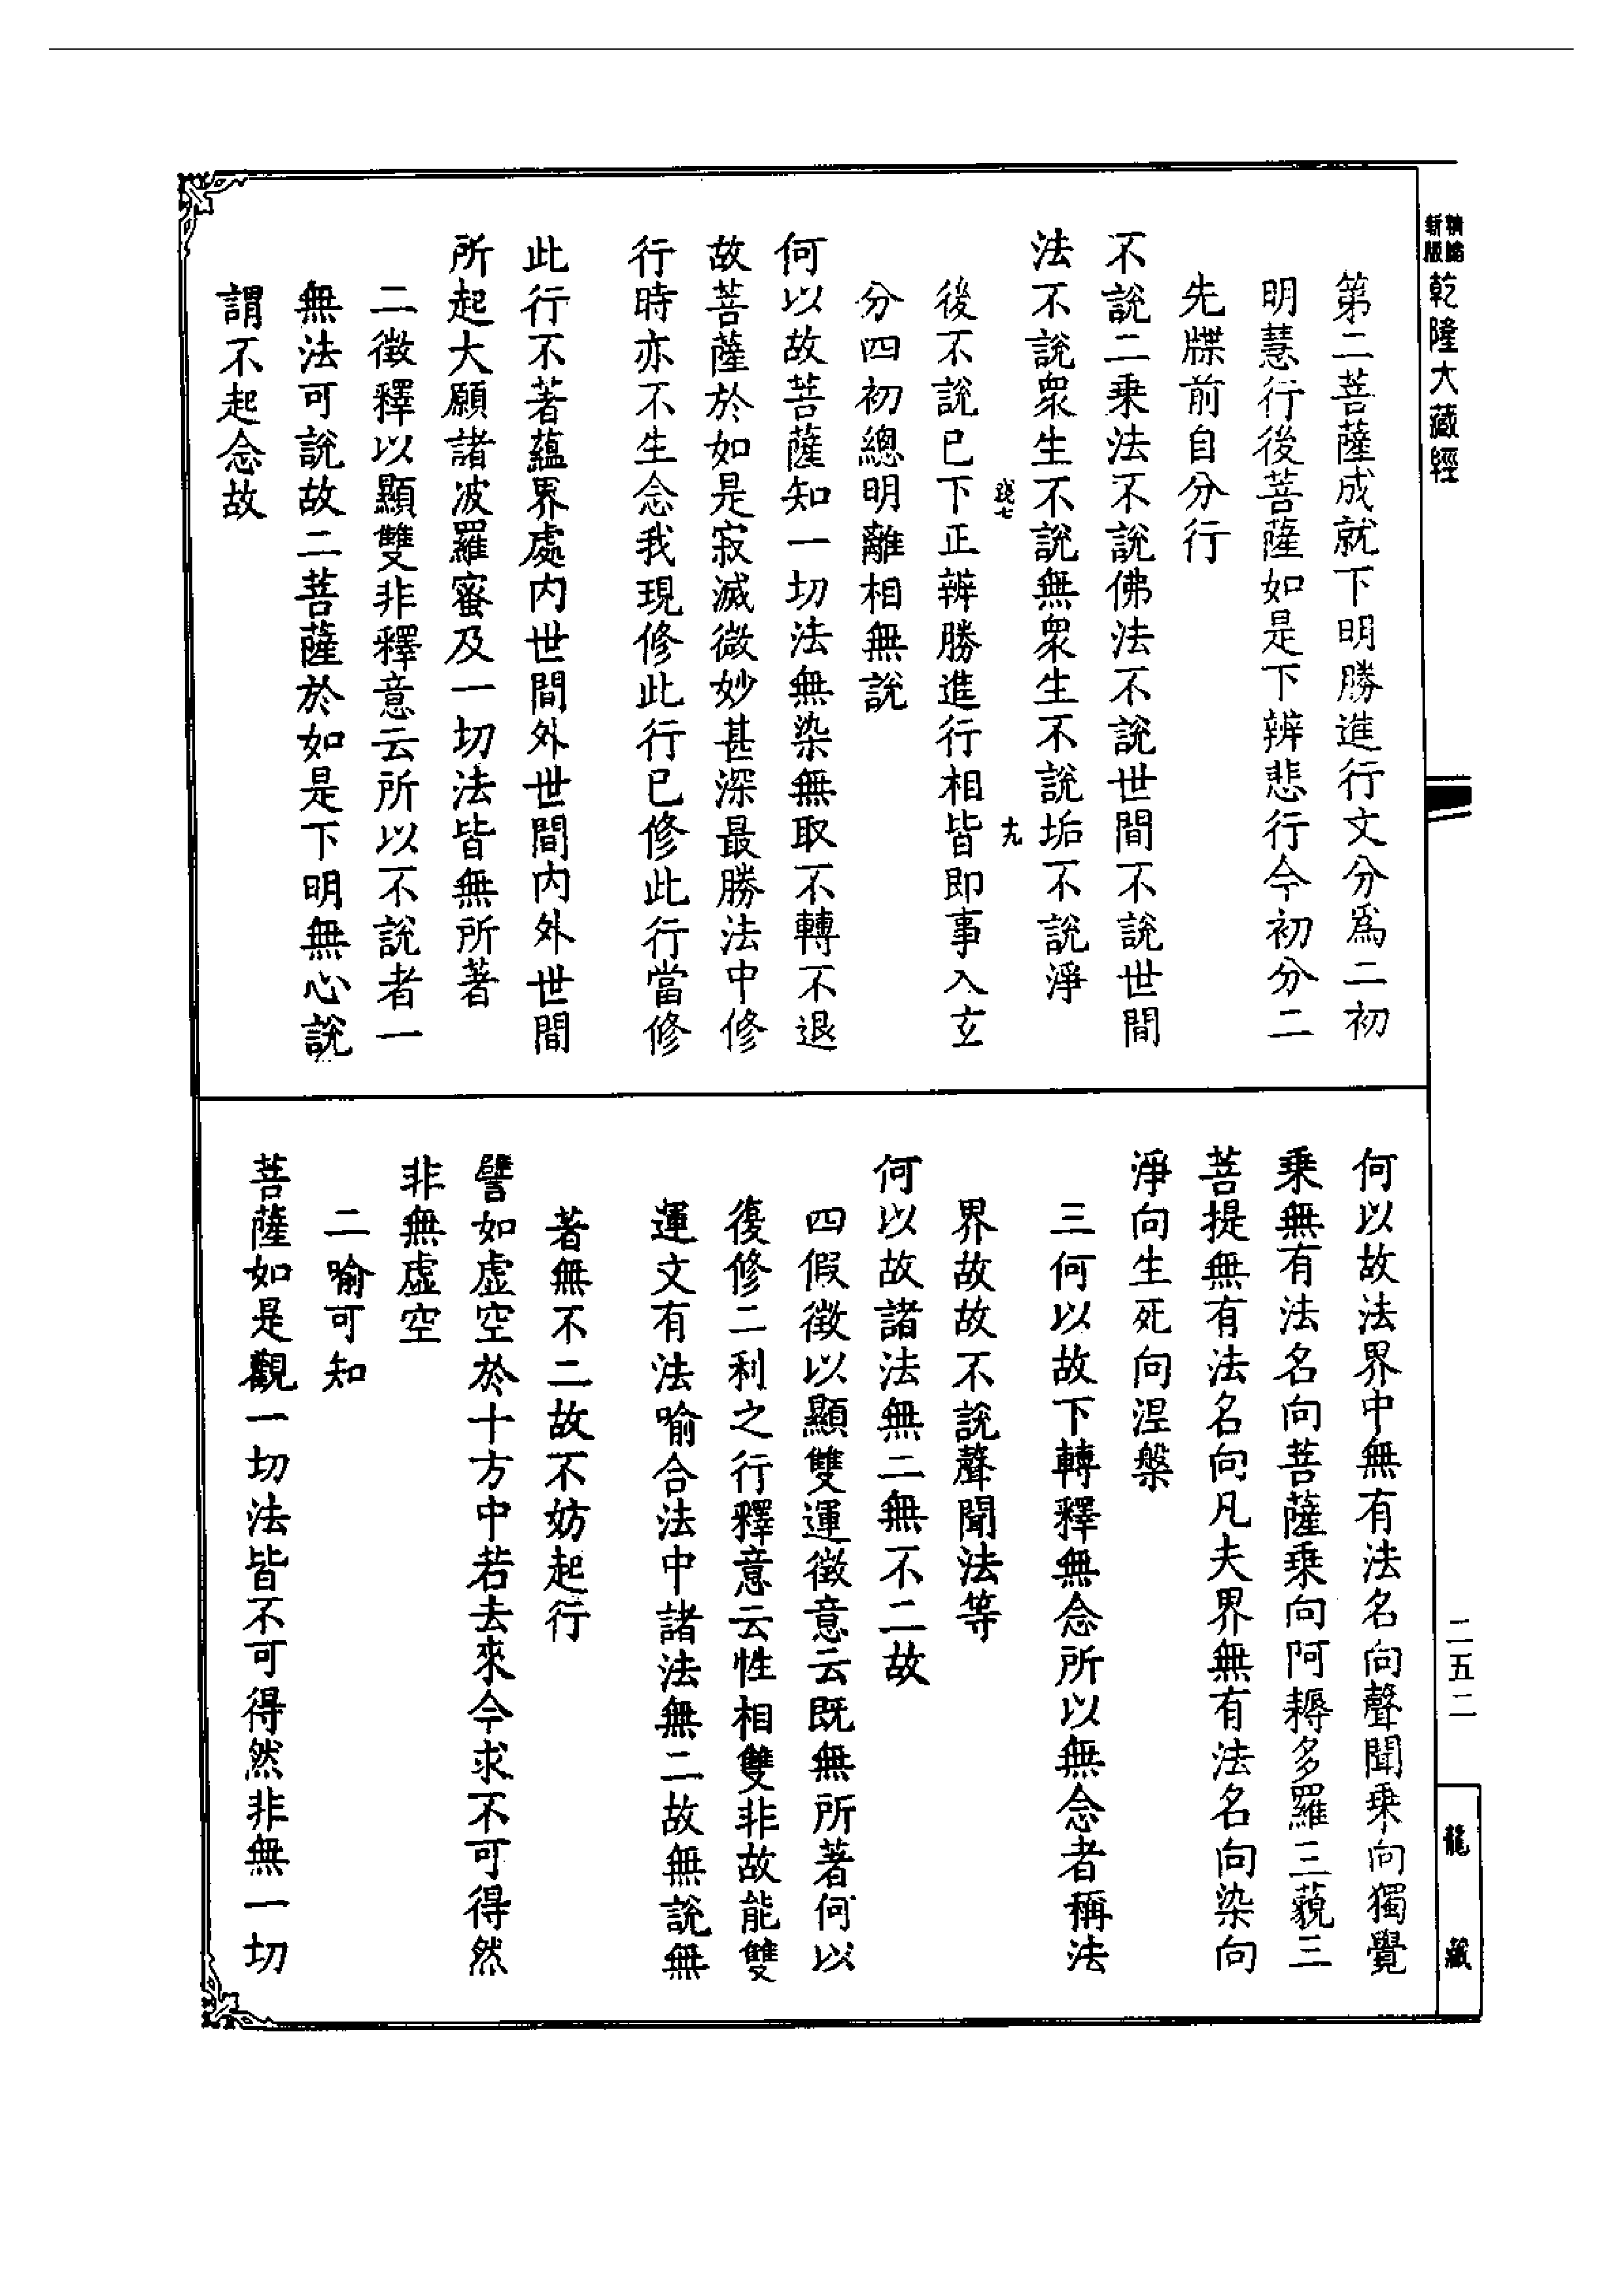 精縮新版 乾隆大藏經
第二菩薩成就下明勝進行文分爲二初
明慧行後菩薩如是下辨悲行今初分二
先牒前自分行
不說二乘法不說佛法不說世間不說世間
法不說眾生不說無眾生不說垢不說淨
十九
後不說已下正辨勝進行相皆即事入玄
分四初總明離相無說
何以故菩薩知一切法無染無取不轉不退
故菩薩於如是寂滅微妙甚深最勝法中修
行時亦不生念我現修此行已修此行當修
此行不著蘊界處內世間外世間內外世間
所起大願諸波羅蜜及一切法皆無所著
二徵釋以顯雙非釋意云所以不說者一
無法可說故二菩薩於如是下明無心說
謂不起念故
何以故法界中無有法名向聲聞乘向獨覺
乘無有法名向菩薩乘向阿耨多羅三藐三
菩提無有法名向凡夫界無有法名向染向
淨向生死向涅槃
三何以故下轉釋無念所以無念者稱法
界故故不說聲聞法等
何以故諸法無二無不二故
四假徵以顯雙運徵意云既無所著何以
復修二利之行釋意云性相雙非故能雙
運文有法喻合法中諸法無二故無說無
著無不二故不妨起行
譬如虛空於十方中若去來今求不可得然
非無虛空
二喻可知
菩薩如是觀一切法皆不可得然非無一切
二五二
龍藏